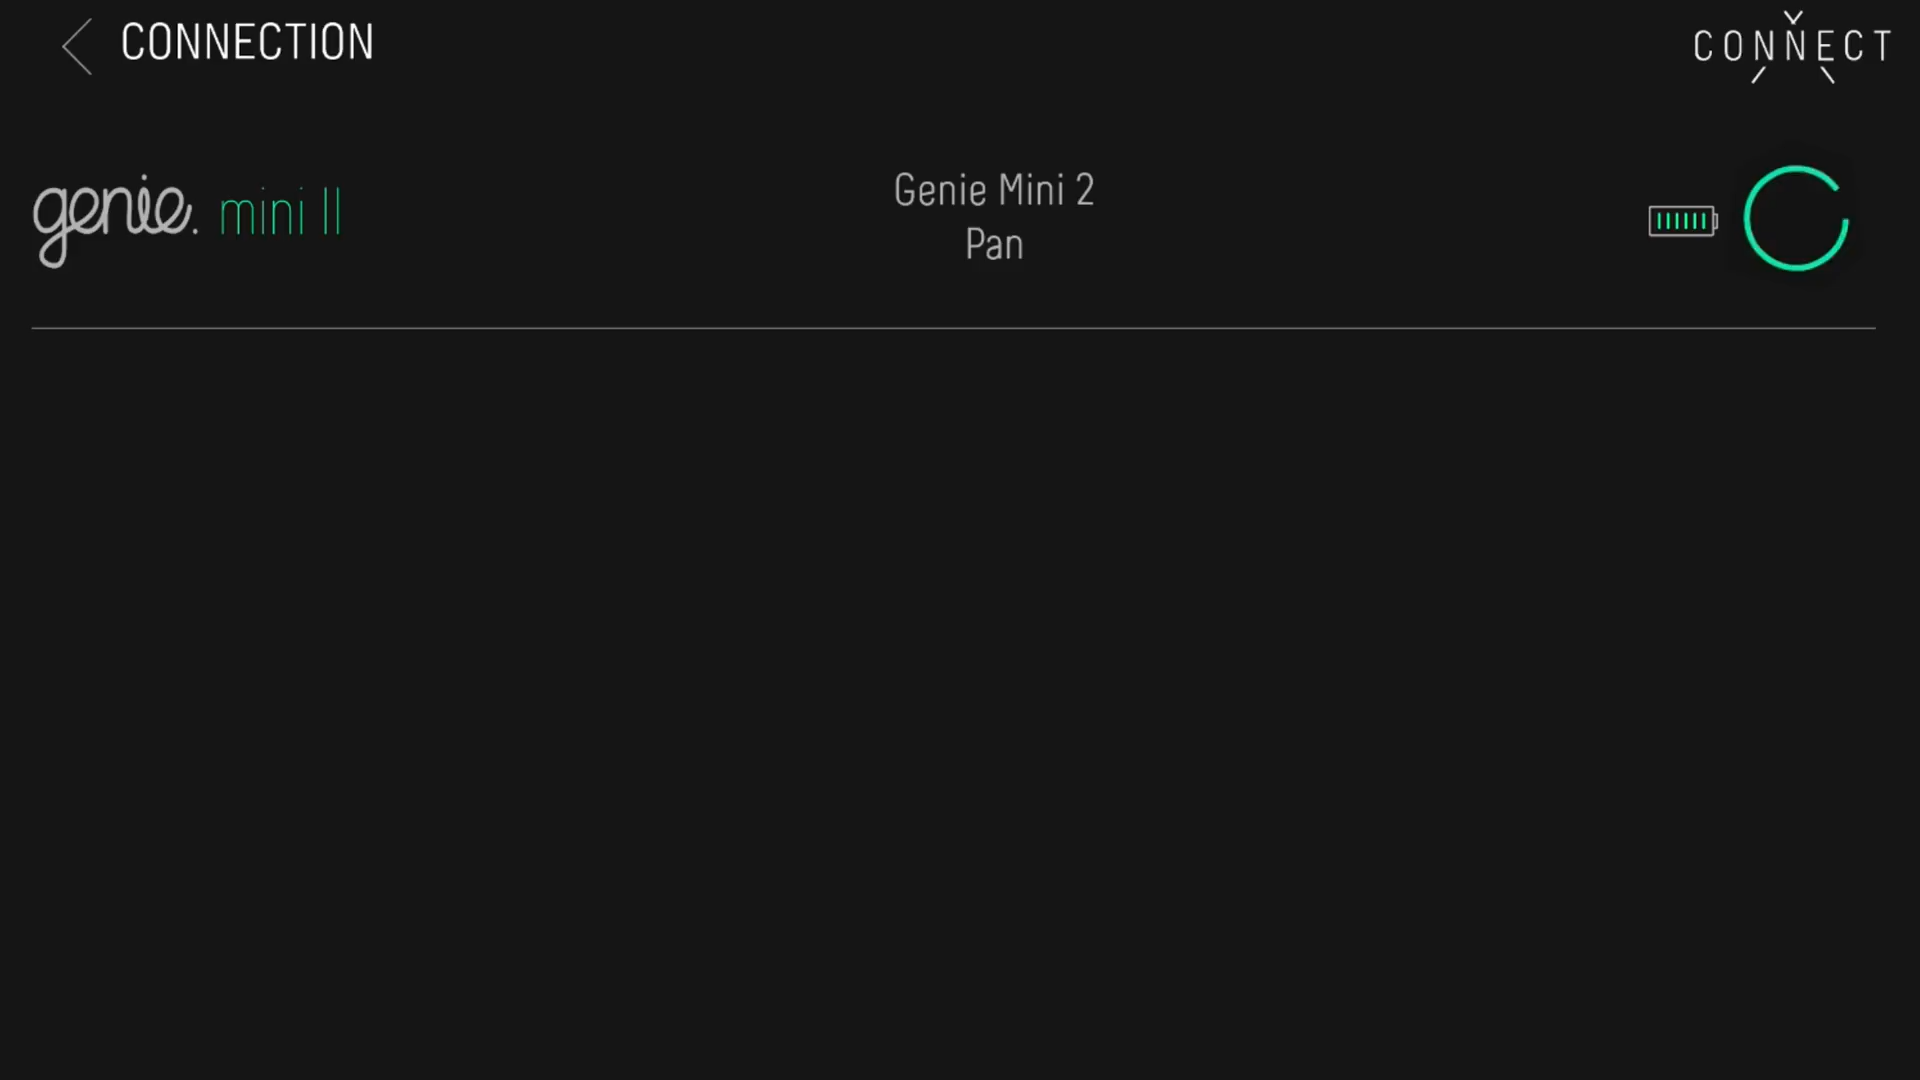 CONNECTION
CONNECT
genie. mini II
Genie Mini 2
Pan